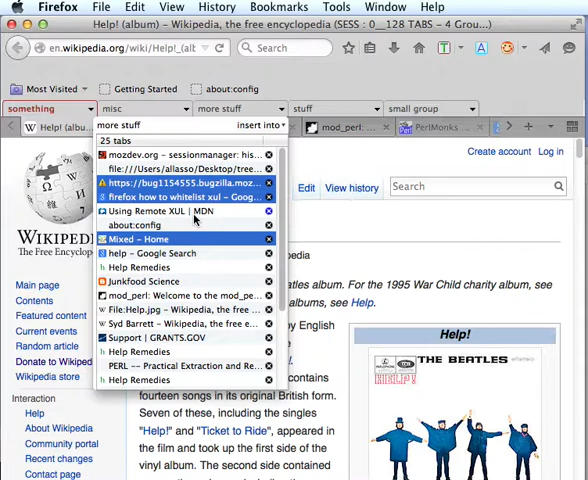 Firefox File Edit View History Bookmarks Tools Window Help
Help! (album) – Wikipedia, the free encyclopedia (SESS : 0__128 TABS – 4 Grou...)
en.wikipedia.org/wiki/Help!_(alb
Search
Most Visited Getting Started about:config
something misc more stuff stuff small group
Help! (albu... mod_perl: PerlMonks
more stuff insert into
25 tabs
mozdev.org – sessionmanager: his...
file:///Users/allasso/Desktop/tree...
https://bug1154555.bugzilla.moz...
firefox how to whitelist xul – Goog...
Using Remote XUL | MDN
about:config
Mixed – Home
help – Google Search
Help Remedies
Junkfood Science
mod_perl: Welcome to the mod_pe...
File:Help.jpg – Wikipedia, the free ...
Syd Barrett – Wikipedia, the free e...
Support | GRANTS.GOV
Help Remedies
PERL –– Practical Extraction and Re...
Help Remedies
Create account Log in
Edit View history Search
Main page
Contents
Featured content
Current events
Random article
Donate to Wikiped
Wikipedia store
Interaction
Help
About Wikipedia
Community portal
Recent changes
Contact page
WIKIPE
The Free Encyclop
pedia
atles album. For the 1995 War Child charity album, see
albums, see Help.
by English
contains
fourteen songs in its original British form.
Seven of these, including the singles
"Help!" and "Ticket to Ride", appeared
in the film and took up the first side of the
vinyl album. The second side contained
Help!
THE BEATLES
HELP!